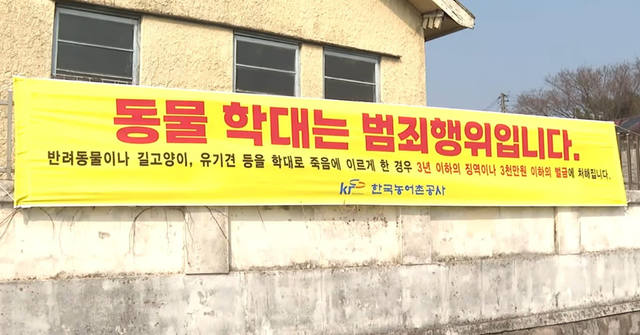 동물 학대는 범죄행위입니다.
반려동물이나 길고양이, 유기견 등을 학대로 죽음에 이르게 한 경우 3년 이하의 징역이나 3천만원 이하의 벌금에 처해집니다.
한국농어촌공사